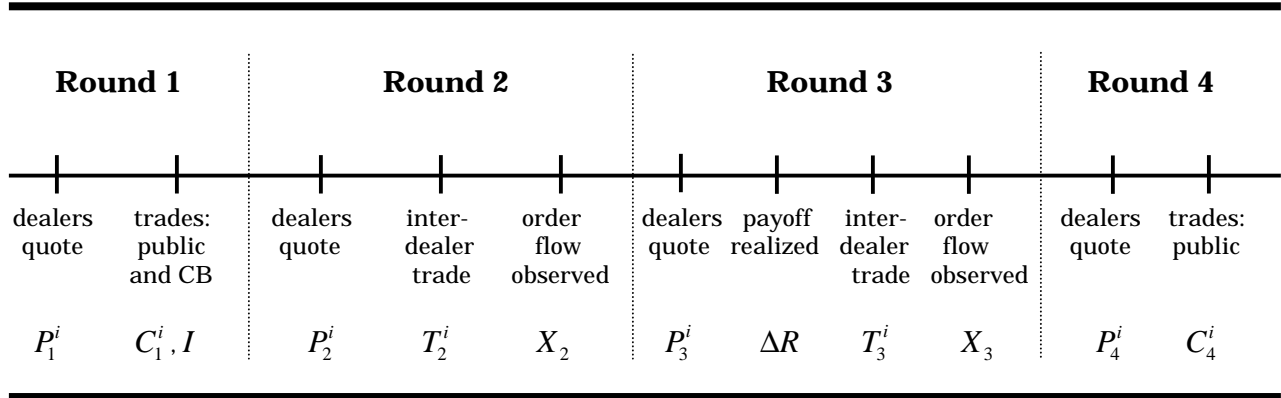 Round 1 Round 2 Round 3 Round 4
dealers trades: dealers inter- order dealers payoff inter- order dealers trades:
quote public quote dealer flow quote realized dealer flow quote public
and CB trade observed trade observed
P_1^i C_1^i, I P_2^i T_2^i X_2 P_3^i ΔR T_3^i X_3 P_4^i C_4^i